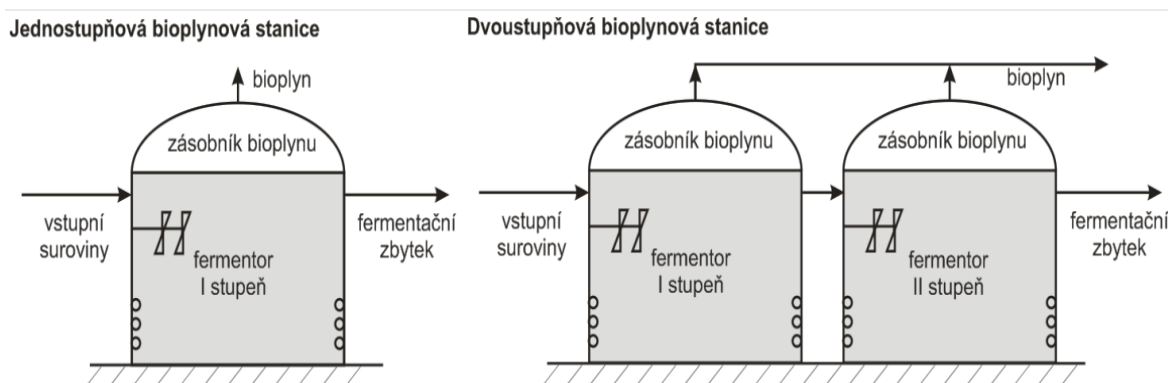 Jednostupňová bioplynová stanice
bioplyn
zásobník bioplynu
vstupní
suroviny
fermentační
zbytek
fermentor
I stupeň
Dvoustupňová bioplynová stanice
bioplyn
zásobník bioplynu
zásobník bioplynu
vstupní
suroviny
fermentor
I stupeň
fermentor
II stupeň
fermentační
zbytek